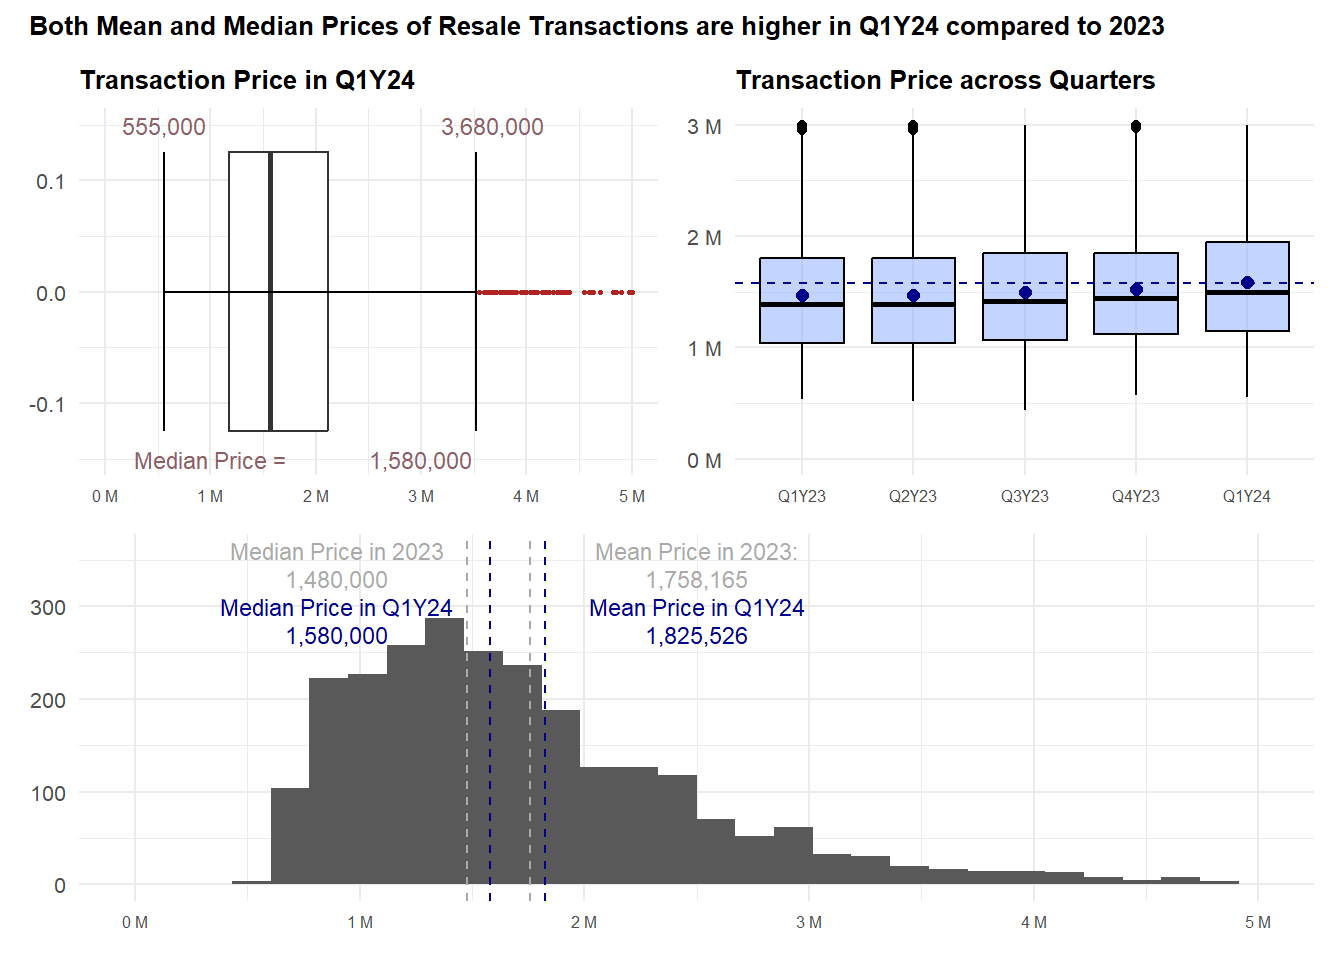 Both Mean and Median Prices of Resale Transactions are higher in Q1Y24 compared to 2023
Transaction Price in Q1Y24
555,000 3,680,000
0.1
0.0
-0.1
Median Price = 1,580,000
0 M 1 M 2 M 3 M 4 M 5 M
Transaction Price across Quarters
3 M
2 M
1 M
0 M
Q1Y23 Q2Y23 Q3Y23 Q4Y23 Q1Y24
Median Price in 2023 Mean Price in 2023:
1,480,000 1,758,165
Median Price in Q1Y24 Mean Price in Q1Y24
1,580,000 1,825,526
300
200
100
0
0 M 1 M 2 M 3 M 4 M 5 M